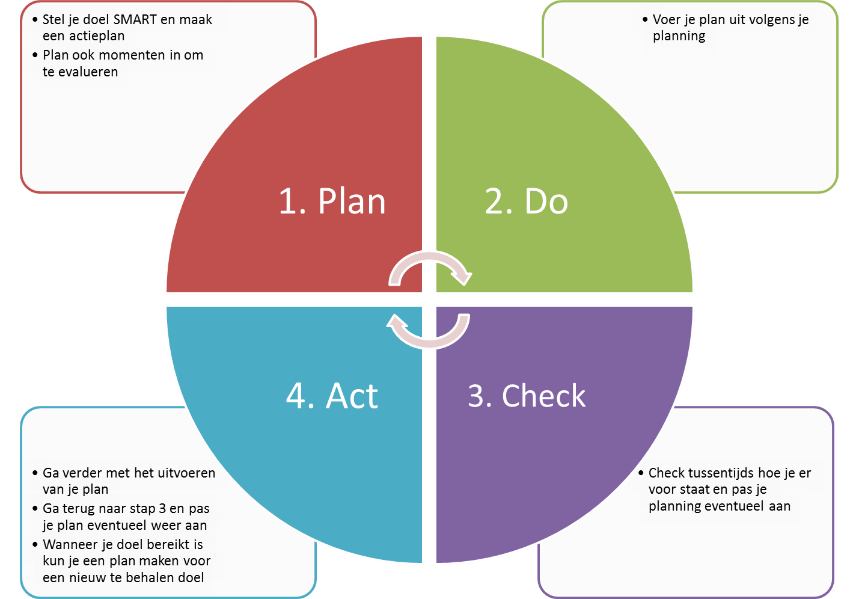 • Stel je doel SMART en maak
een actieplan
• Plan ook momenten in om
te evalueren
• Voer je plan uit volgens je
planning
1. Plan
2. Do
4. Act
3. Check
• Ga verder met het uitvoeren
van je plan
• Ga terug naar stap 3 en pas
je plan eventueel weer aan
• Wanneer je doel bereikt is
kun je een plan maken voor
een nieuw te behalen doel
• Check tussentijds hoe je er
voor staat en pas je
planning eventueel aan